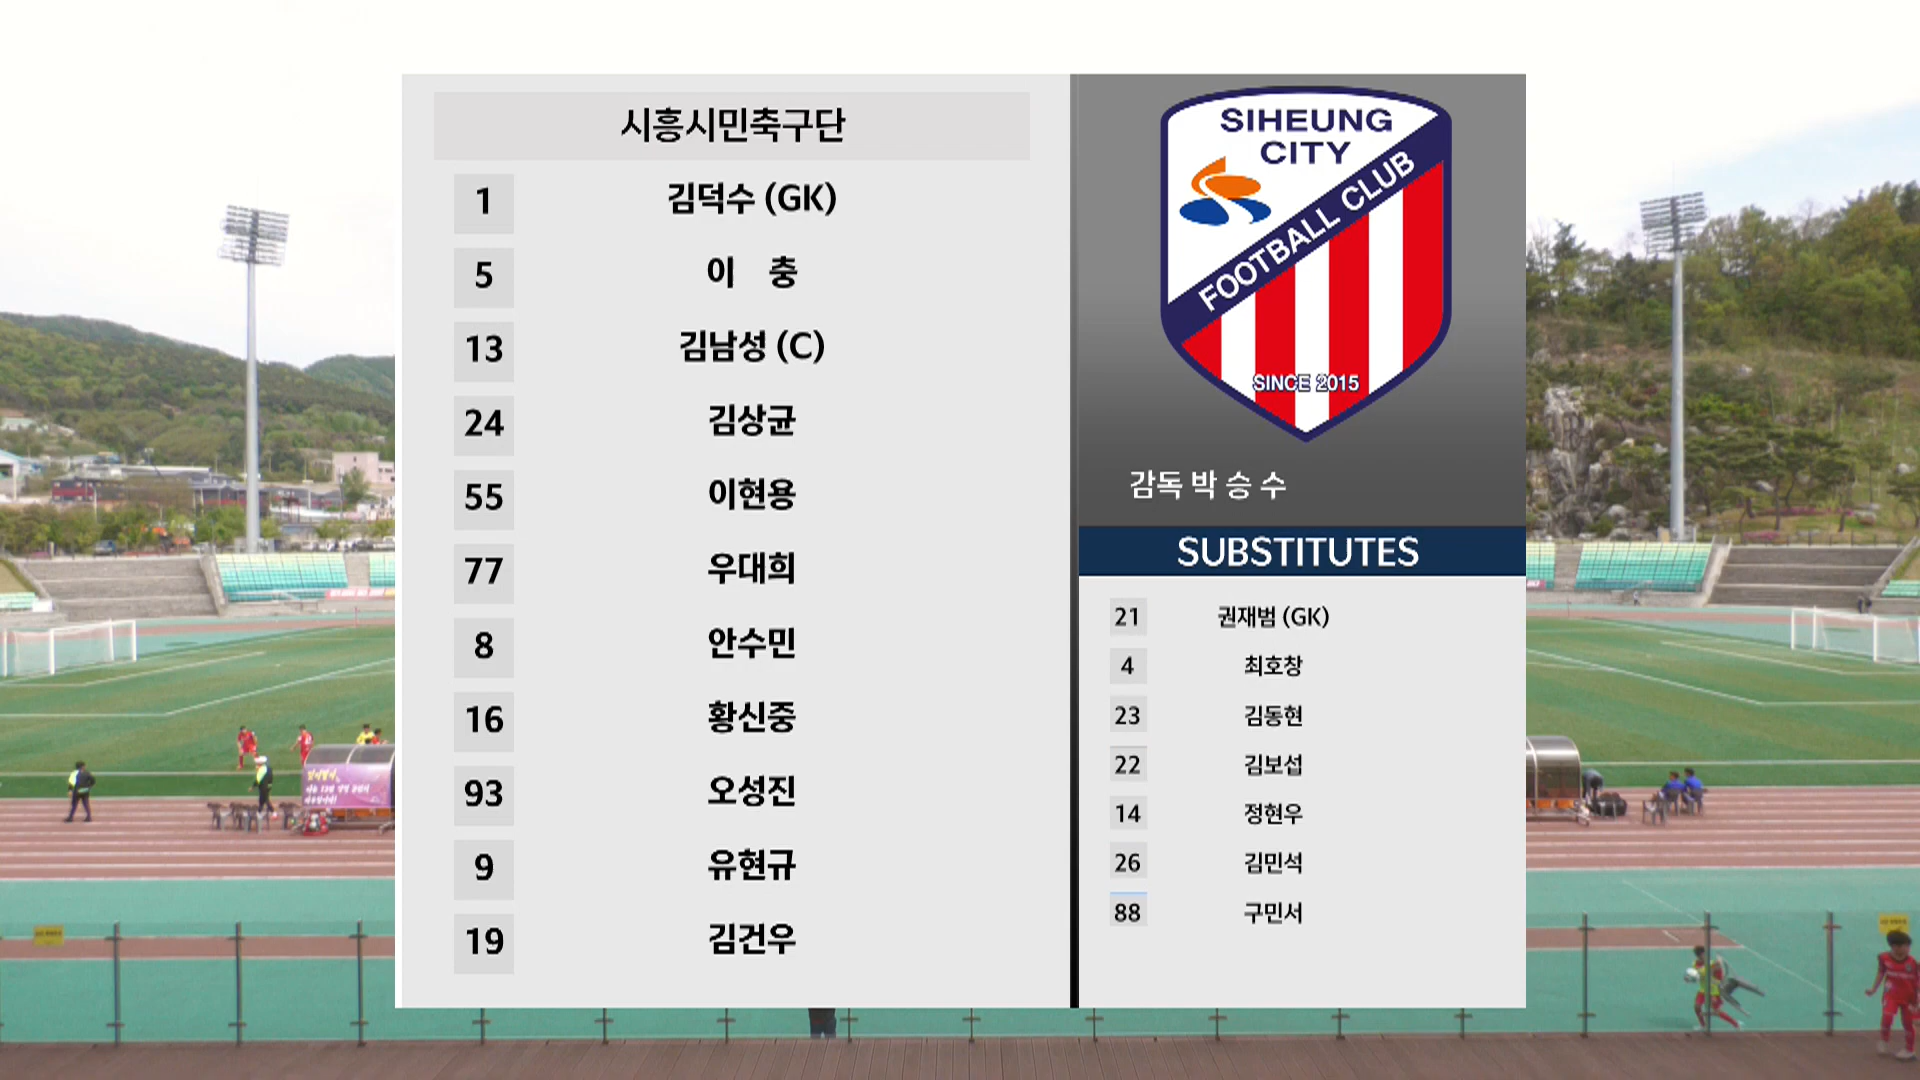 시흥시민축구단
1 김덕수 (GK)
5 이 충
13 김남성 (C)
24 김상균
55 이현용
77 우대희
8 안수민
16 황신중
93 오성진
9 유현규
19 김건우
SIHEUNG
CITY
FOOTBALL CLUB
SINCE 2015
감독 박 승 수
SUBSTITUTES
21 권재범 (GK)
4 최호창
23 김동현
22 김보섭
14 정현우
26 김민석
88 구민서